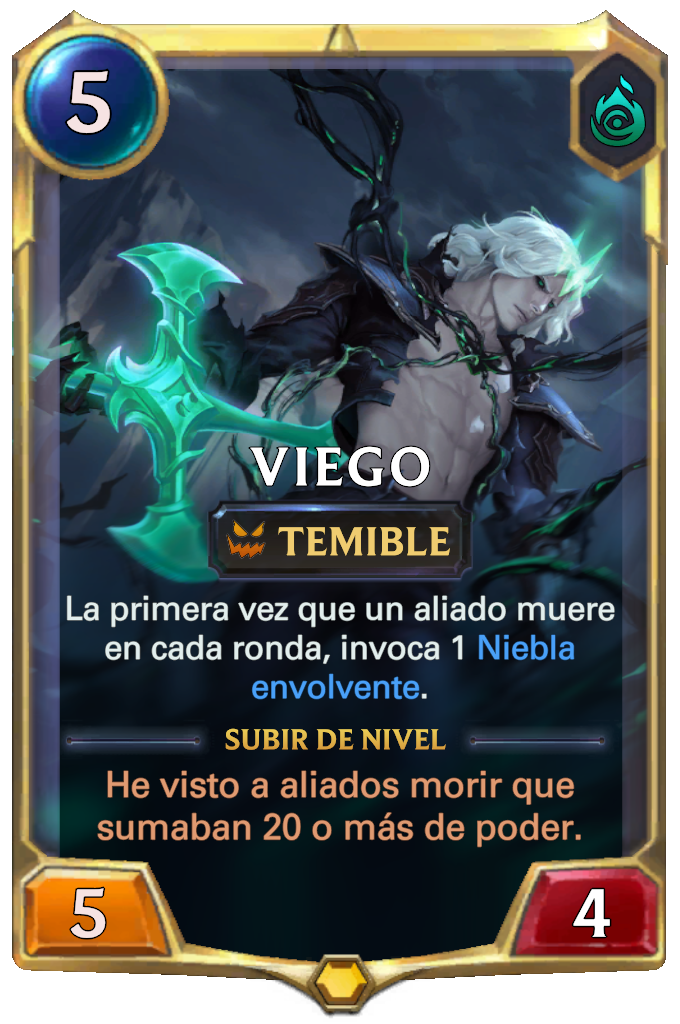 5
VIEGO
TEMIBLE
La primera vez que un aliado muere
en cada ronda, invoca 1 Niebla
envolvente.
SUBIR DE NIVEL
He visto a aliados morir que
sumaban 20 o más de poder.
5
4